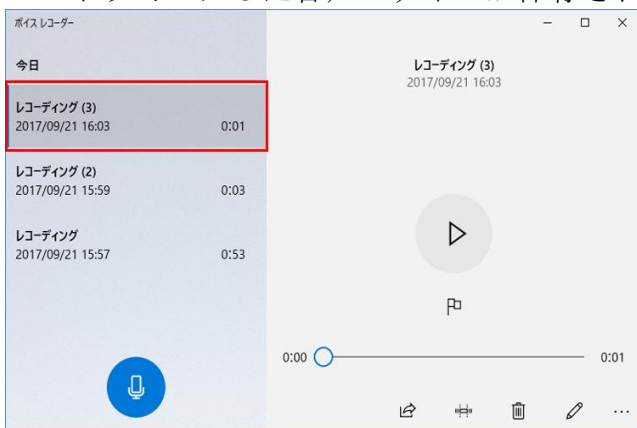 ボイス レコーダー
今日
レコーディング (3)
2017/09/21 16:03
0:01
レコーディング (2)
2017/09/21 15:59
0:03
レコーディング
2017/09/21 15:57
0:53
レコーディング (3)
2017/09/21 16:03
0:00
0:01